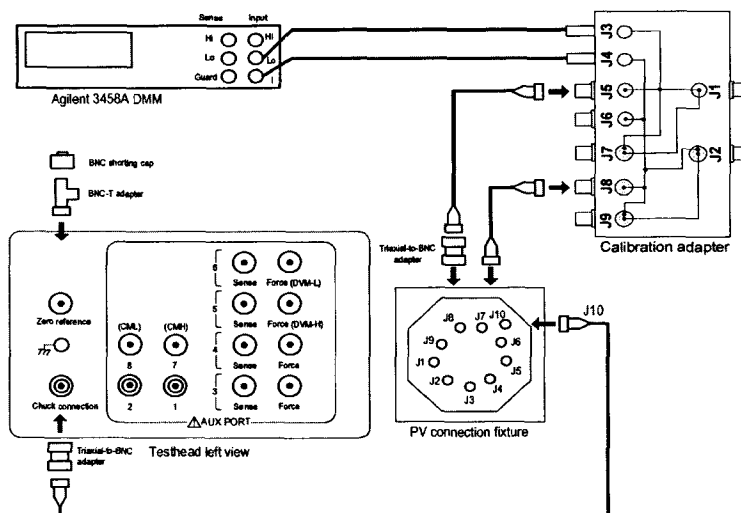 Sense Input
Hi Hi
Lo Lo
Guard I
Agilent 3458A DMM
J3
J4
J5
J6
J7
J8
J9
J1
J2
Calibration adapter
BNC shorting cap
BNC-T adapter
Triaxial-to-BNC
adapter
Zero reference
Chuck connection
(CML) (CMH)
8 7
2 1
6
Sense Force (DVM-L)
5
Sense Force (DVM-H)
4
Sense Force
3
Sense Force
AUX PORT
Testhead left view
Triaxial-to-BNC
adapter
J8 J7 J10
J9 J6
J1 J5
J2 J4
J3
PV connection fixture
J10